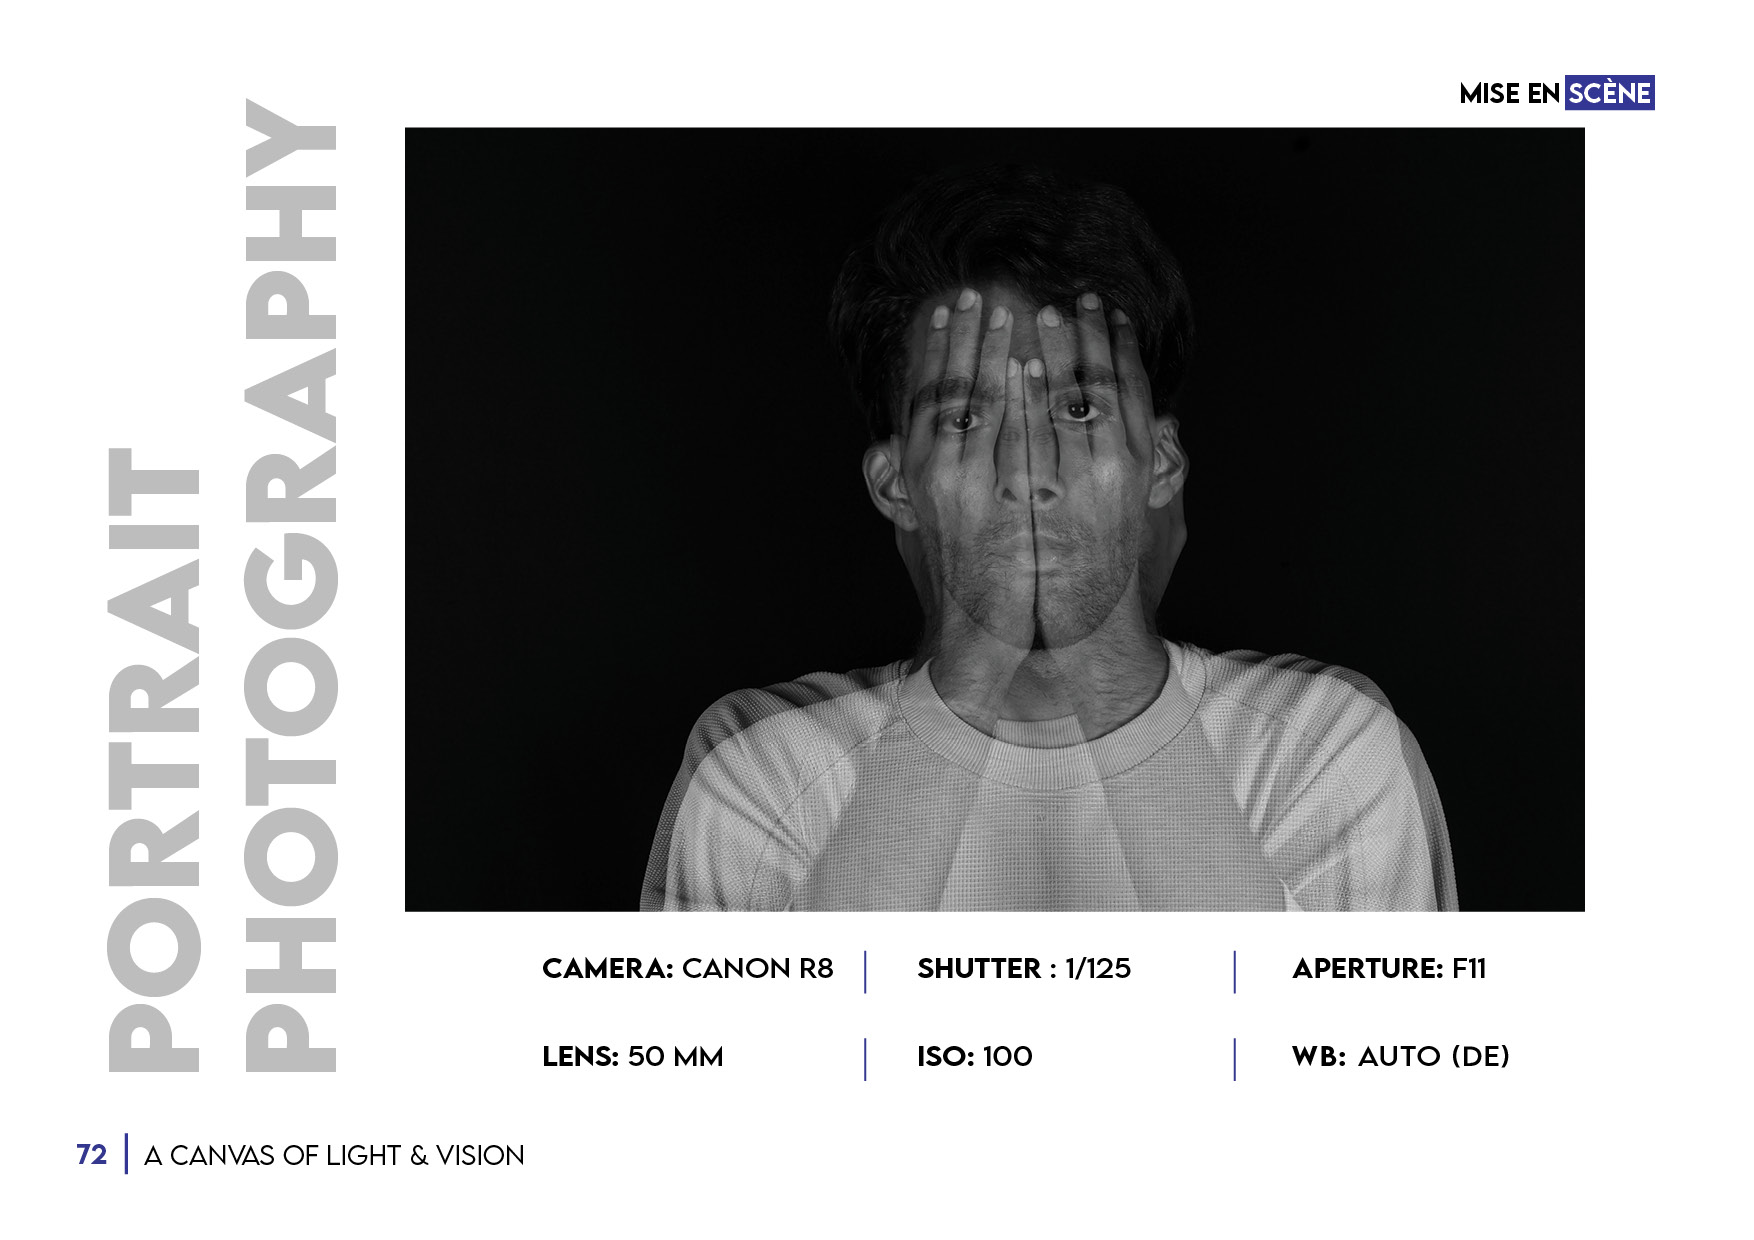 MISE EN SCÈNE
PORTRAIT
PHOTOGRAPHY
CAMERA: CANON R8
SHUTTER : 1/125
APERTURE: F11
LENS: 50 MM
ISO: 100
WB: AUTO (DE)
72
A CANVAS OF LIGHT & VISION